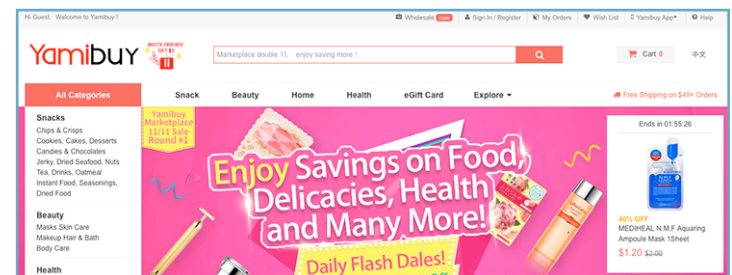 Hi Guest, Welcome to Yamibuy !
Wholesale new
Sign In / Register
My Orders
Wish List
Yamibuy App
Help
Yamibuy
INVITE FRIENDS
GET $5
Marketplace double 11, enjoy saving more !
Cart 0
中文
All Categories
Snack
Beauty
Home
Health
eGift Card
Explore
Free Shipping on $49+ Orders
Snacks
Chips & Crisps
Cookies, Cakes, Desserts
Candies & Chocolates
Jerky, Dried Seafood, Nuts
Tea, Drinks, Oatmeal
Instant Food, Seasonings,
Dried Food
Beauty
Masks Skin Care
Makeup Hair & Bath
Body Care
Health
Yamibuy
Marketplace
11/11 Sale
Round #1
Enjoy Savings on Food,
Delicacies, Health
and Many More!
Daily Flash Dales!
Ends in 01:55:26
40% OFF
MEDIHEAL N.M.F Aquaring
Ampoule Mask 1Sheet
$1.20 $2.00